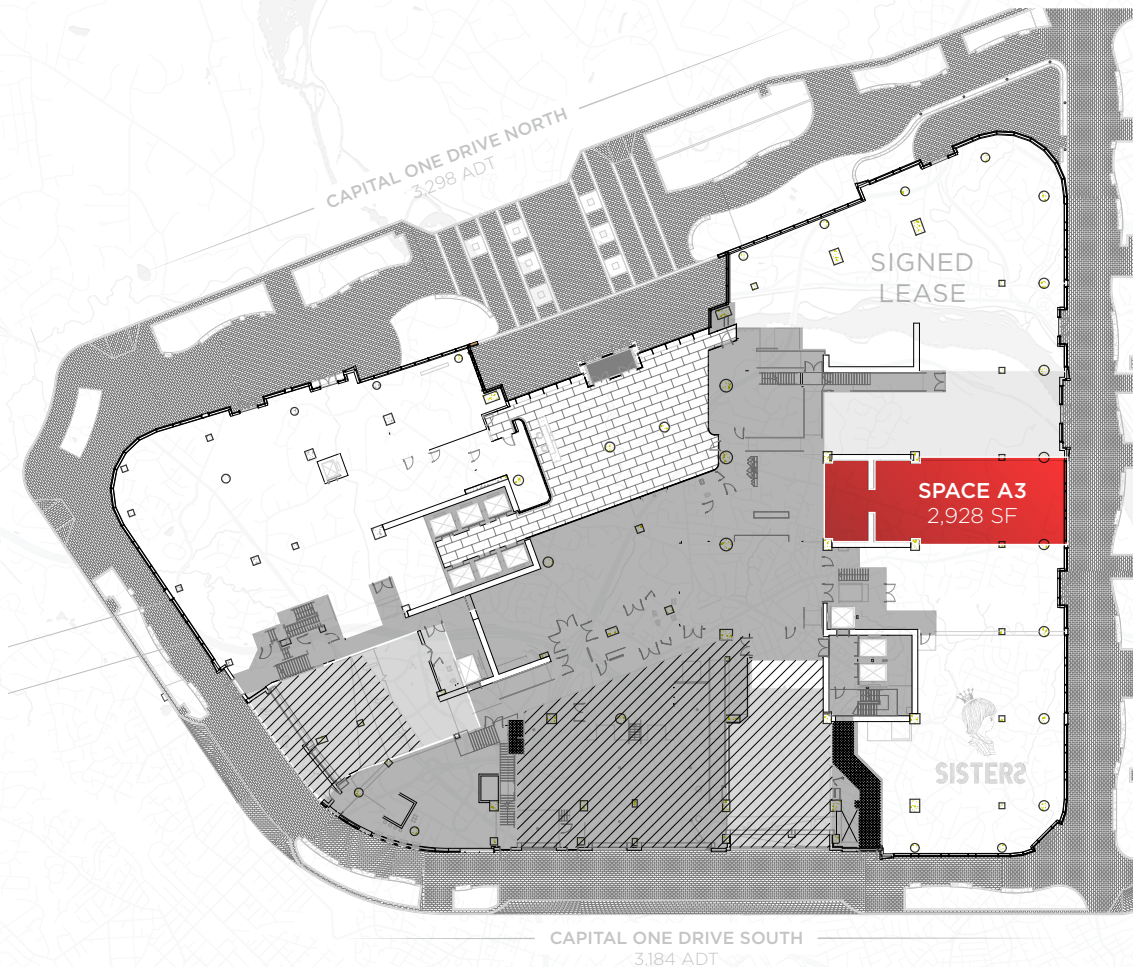 CAPITAL ONE DRIVE NORTH
3,298 ADT
SIGNED
LEASE
SPACE A3
2,928 SF
SISTERS
CAPITAL ONE DRIVE SOUTH
3,184 ADT